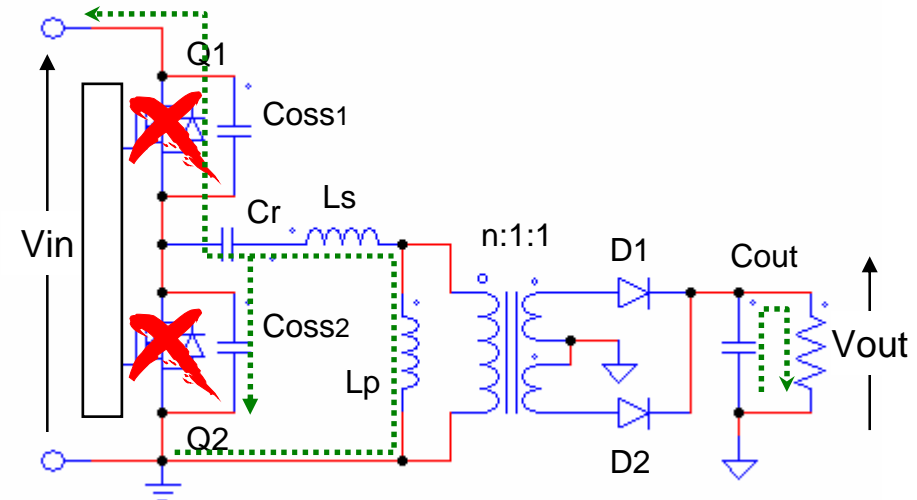 Q1
Coss1
Cr
Ls
n:1:1
D1
Cout
Vin
Coss2
Lp
Vout
Q2
D2